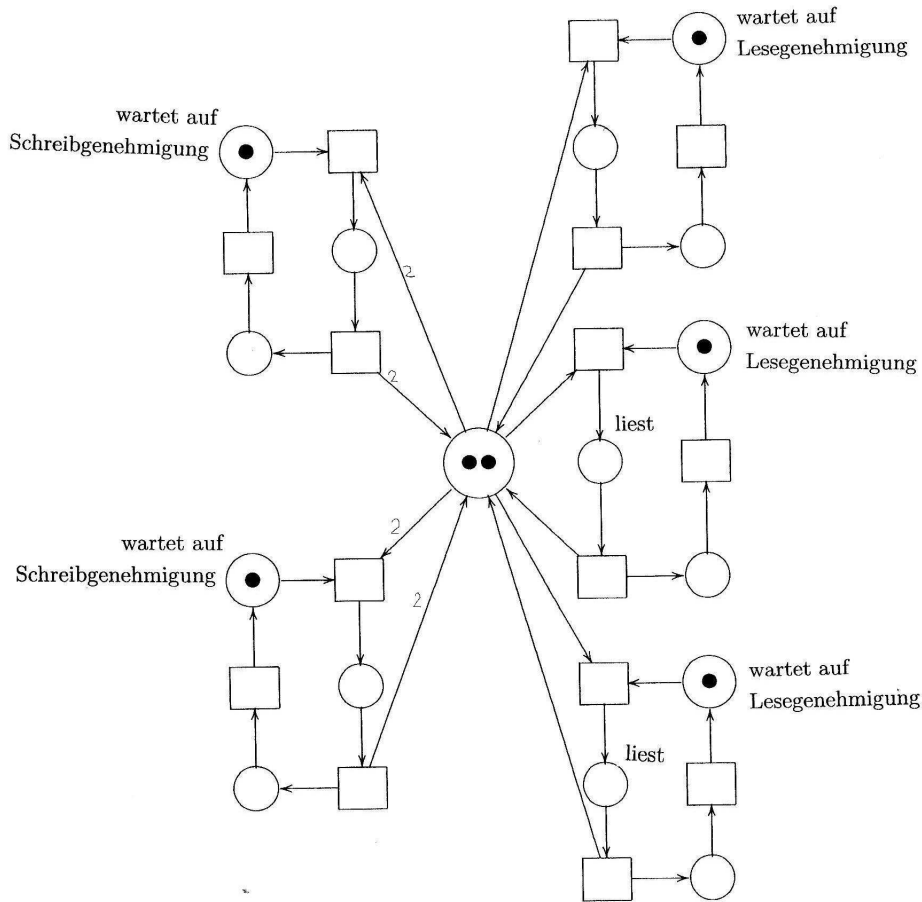 wartet auf
Lesegenehmigung
wartet auf
Schreibgenehmigung
2
2
wartet auf
Lesegenehmigung
liest
2
wartet auf
Schreibgenehmigung
2
wartet auf
Lesegenehmigung
liest